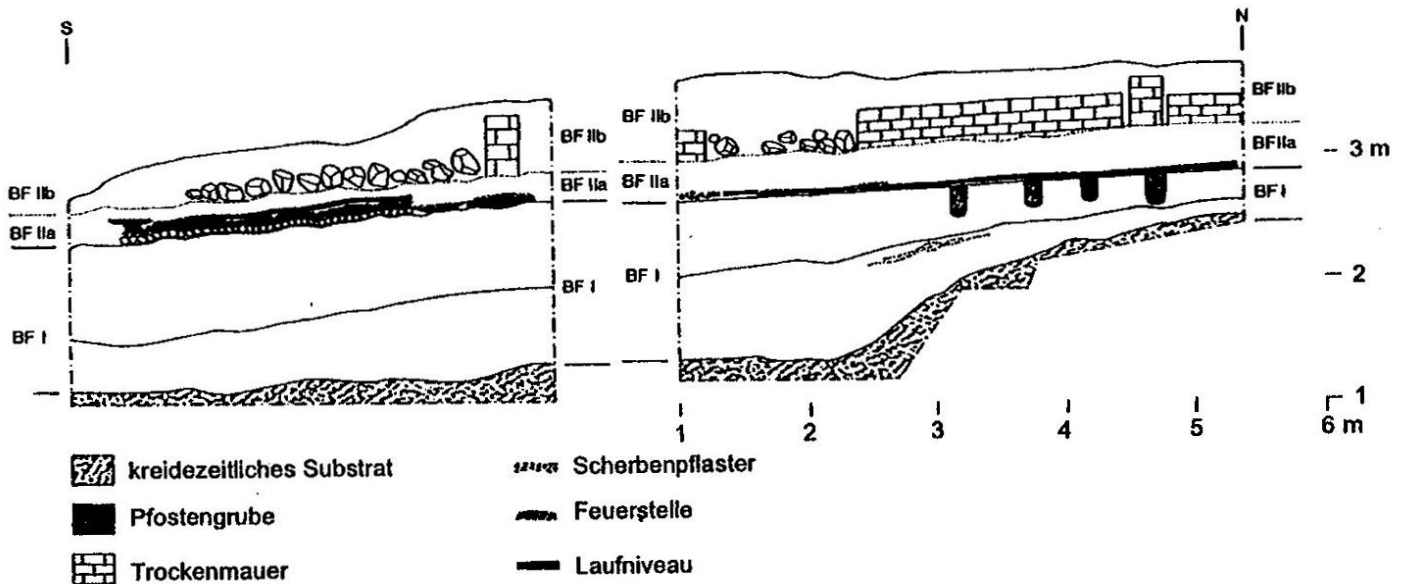 S
N
BF IIb
BF IIa
BF I
BF IIb
BF IIa
BF I
BF IIb
BF IIa
BF I
BF IIb
BF IIa
BF I
3 m
2
1
1 2 3 4 5 6 m
kreidezeitliches Substrat
Pfostengrube
Trockenmauer
Scherbenpflaster
Feuerstelle
Laufniveau